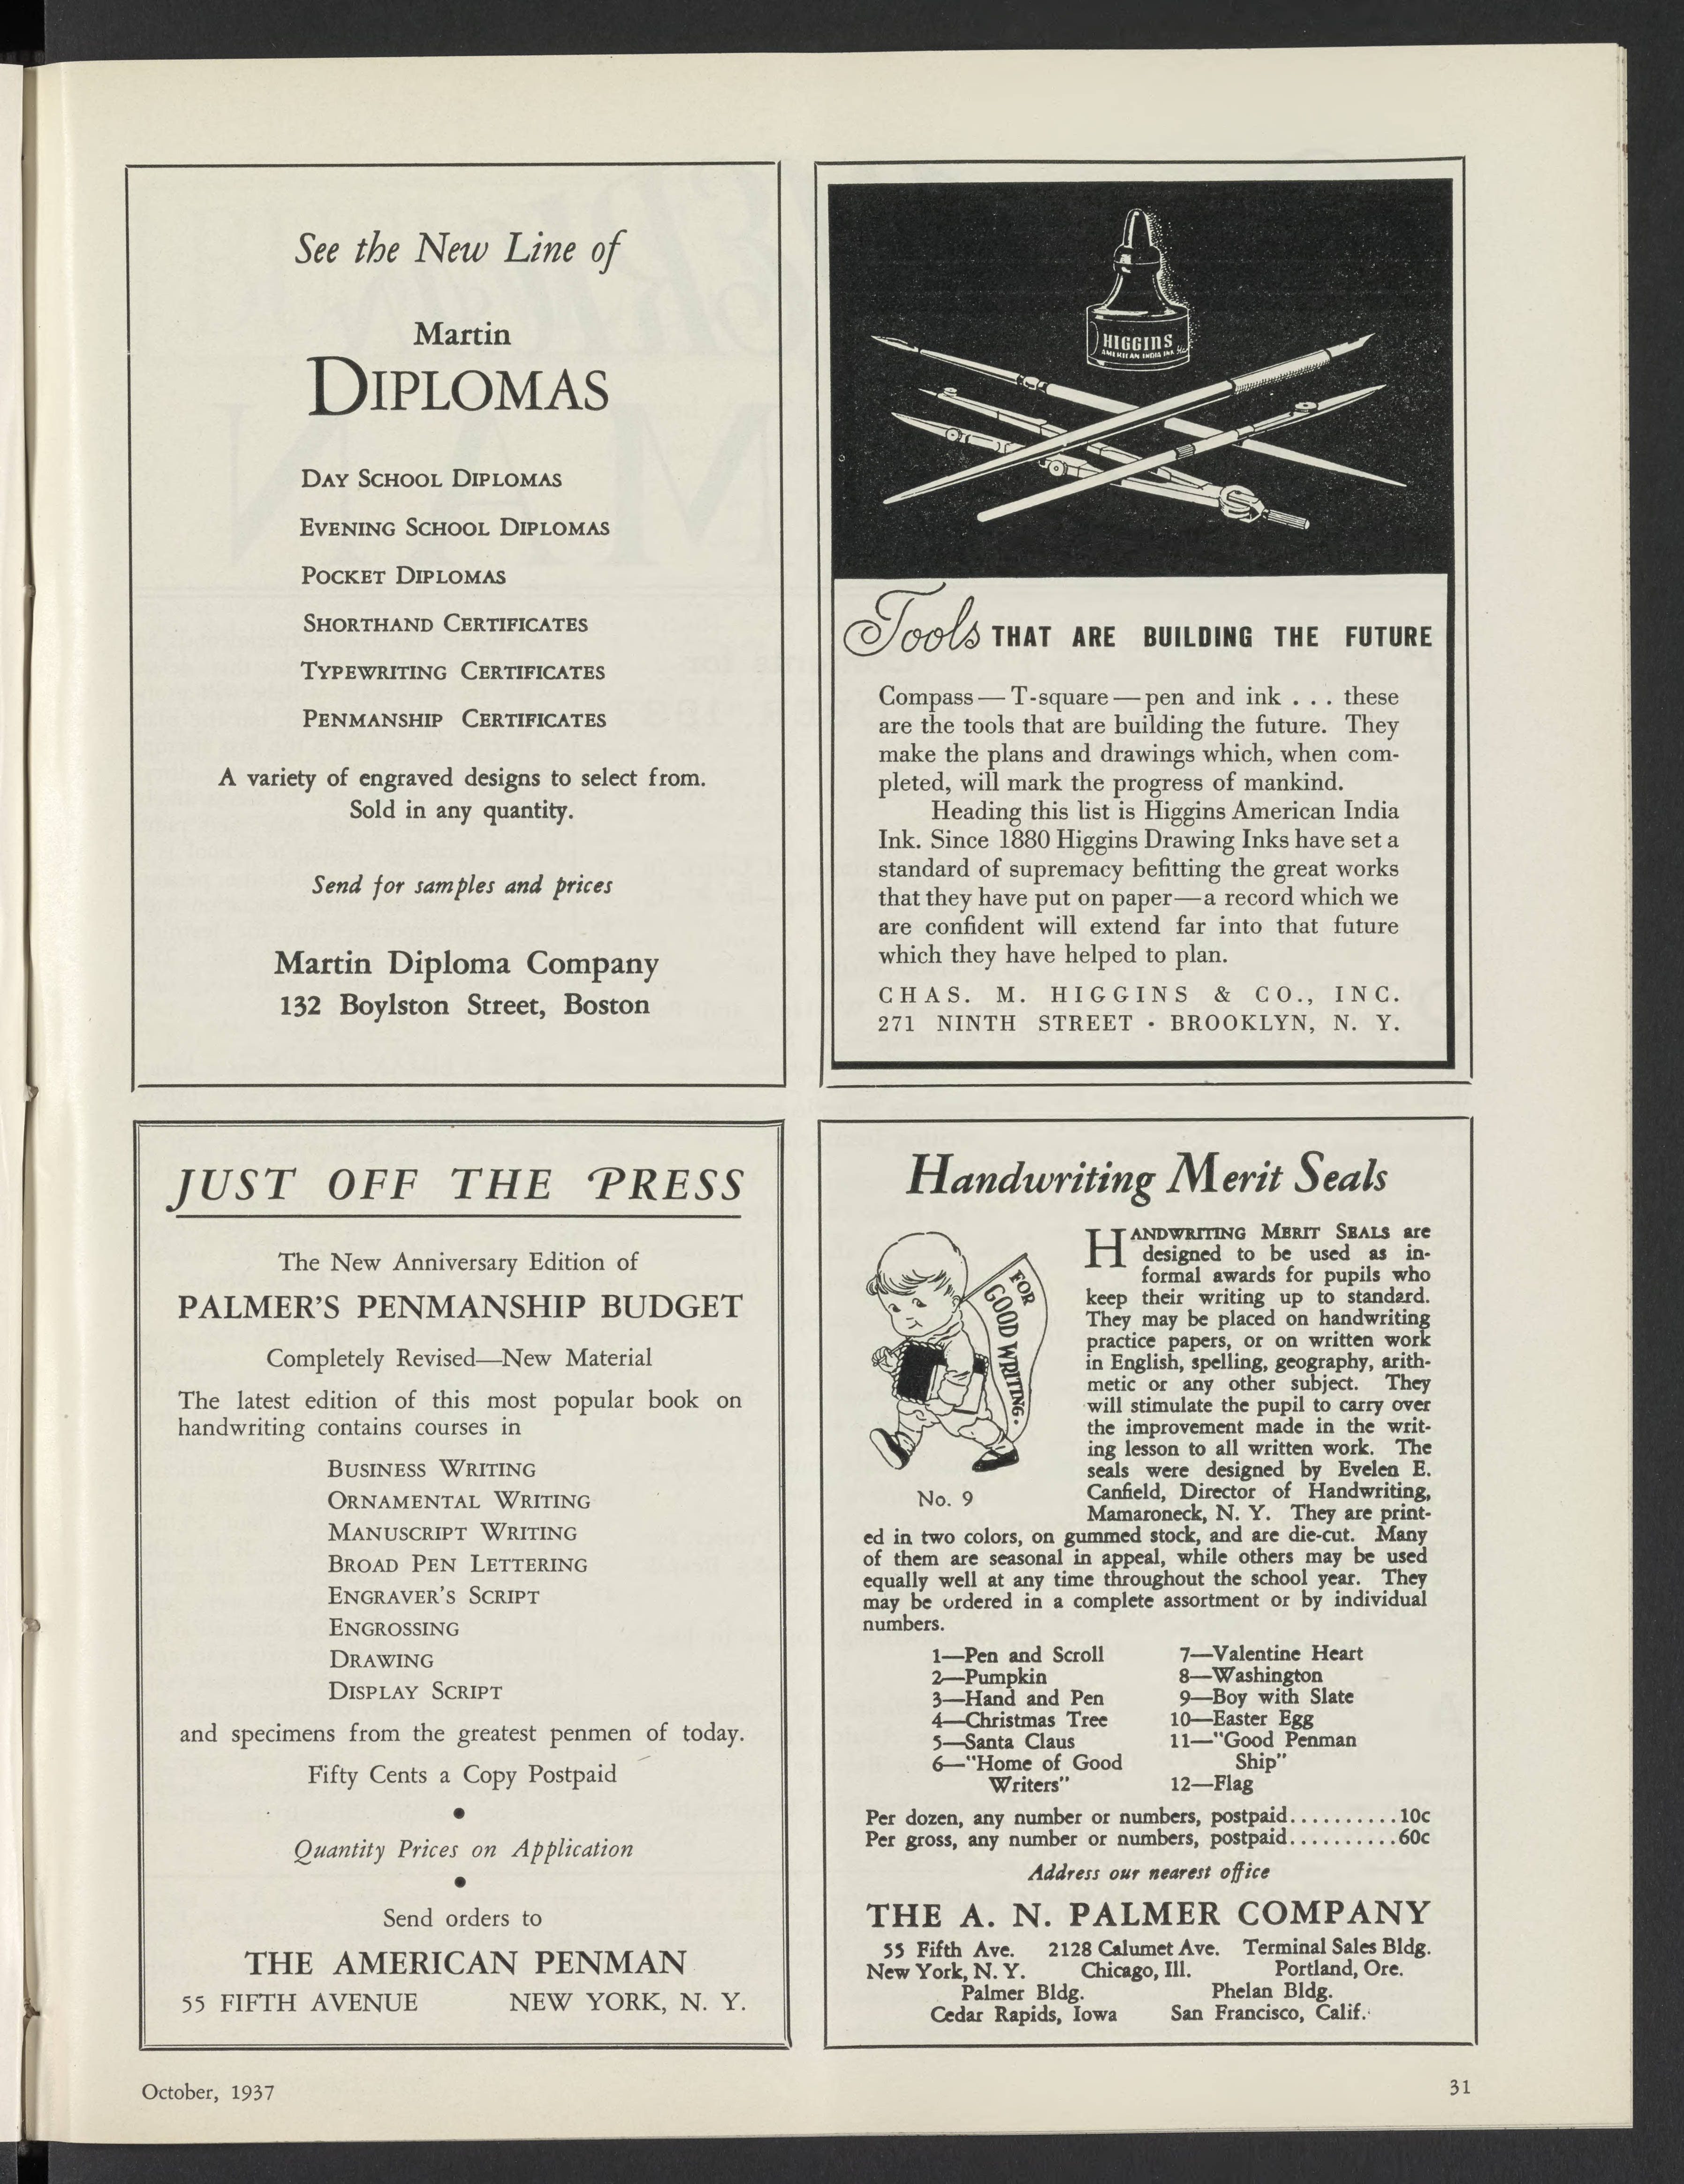 See the New Line of
Martin
DIPLOMAS
DAY SCHOOL DIPLOMAS
EVENING SCHOOL DIPLOMAS
POCKET DIPLOMAS
SHORTHAND CERTIFICATES
TYPEWRITING CERTIFICATES
PENMANSHIP CERTIFICATES
A variety of engraved designs to select from.
Sold in any quantity.
Send for samples and prices
Martin Diploma Company
132 Boylston Street, Boston
HIGGINS
AMERICAN INDIA INK
Tools THAT ARE BUILDING THE FUTURE
Compass — T-square — pen and ink . . . these
are the tools that are building the future. They
make the plans and drawings which, when com-
pleted, will mark the progress of mankind.
Heading this list is Higgins American India
Ink. Since 1880 Higgins Drawing Inks have set a
standard of supremacy befitting the great works
that they have put on paper—a record which we
are confident will extend far into that future
which they have helped to plan.
CHAS. M. HIGGINS & CO., INC.
271 NINTH STREET · BROOKLYN, N. Y.
JUST OFF THE PRESS
The New Anniversary Edition of
PALMER'S PENMANSHIP BUDGET
Completely Revised—New Material
The latest edition of this most popular book on
handwriting contains courses in
BUSINESS WRITING
ORNAMENTAL WRITING
MANUSCRIPT WRITING
BROAD PEN LETTERING
ENGRAVER'S SCRIPT
ENGROSSING
DRAWING
DISPLAY SCRIPT
and specimens from the greatest penmen of today.
Fifty Cents a Copy Postpaid
•
Quantity Prices on Application
•
Send orders to
THE AMERICAN PENMAN
55 FIFTH AVENUE NEW YORK, N. Y.
Handwriting Merit Seals
FOR
GOOD WRITING.
No. 9
HANDWRITING MERIT SEALS are
designed to be used as in-
formal awards for pupils who
keep their writing up to standard.
They may be placed on handwriting
practice papers, or on written work
in English, spelling, geography, arith-
metic or any other subject. They
will stimulate the pupil to carry over
the improvement made in the writ-
ing lesson to all written work. The
seals were designed by Evelen E.
Canfield, Director of Handwriting,
Mamaroneck, N. Y. They are print-
ed in two colors, on gummed stock, and are die-cut. Many
of them are seasonal in appeal, while others may be used
equally well at any time throughout the school year. They
may be ordered in a complete assortment or by individual
numbers.
1—Pen and Scroll
2—Pumpkin
3—Hand and Pen
4—Christmas Tree
5—Santa Claus
6—"Home of Good
Writers"
7—Valentine Heart
8—Washington
9—Boy with Slate
10—Easter Egg
11—"Good Penman
Ship"
12—Flag
Per dozen, any number or numbers, postpaid..........10c
Per gross, any number or numbers, postpaid..........60c
Address our nearest office
THE A. N. PALMER COMPANY
55 Fifth Ave. 2128 Calumet Ave. Terminal Sales Bldg.
New York, N. Y. Chicago, Ill. Portland, Ore.
Palmer Bldg. Phelan Bldg.
Cedar Rapids, Iowa San Francisco, Calif.
October, 1937
31